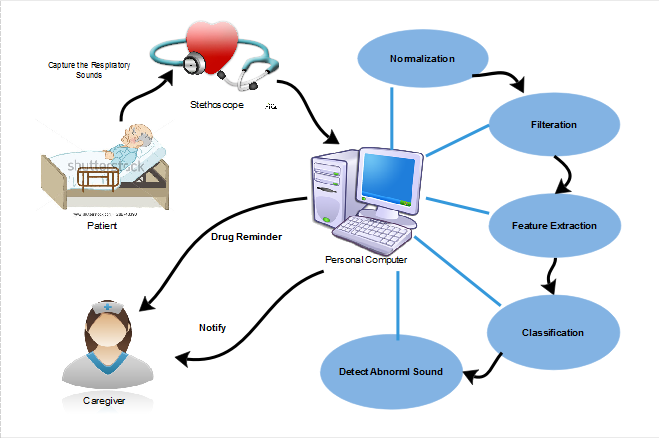 Capture the Respiratory
Sounds
Stethoscope
shutterstock
Patient
Drug Reminder
Personal Computer
Notify
Caregiver
Normalization
Filteration
Feature Extraction
Classification
Detect Abnorml Sound